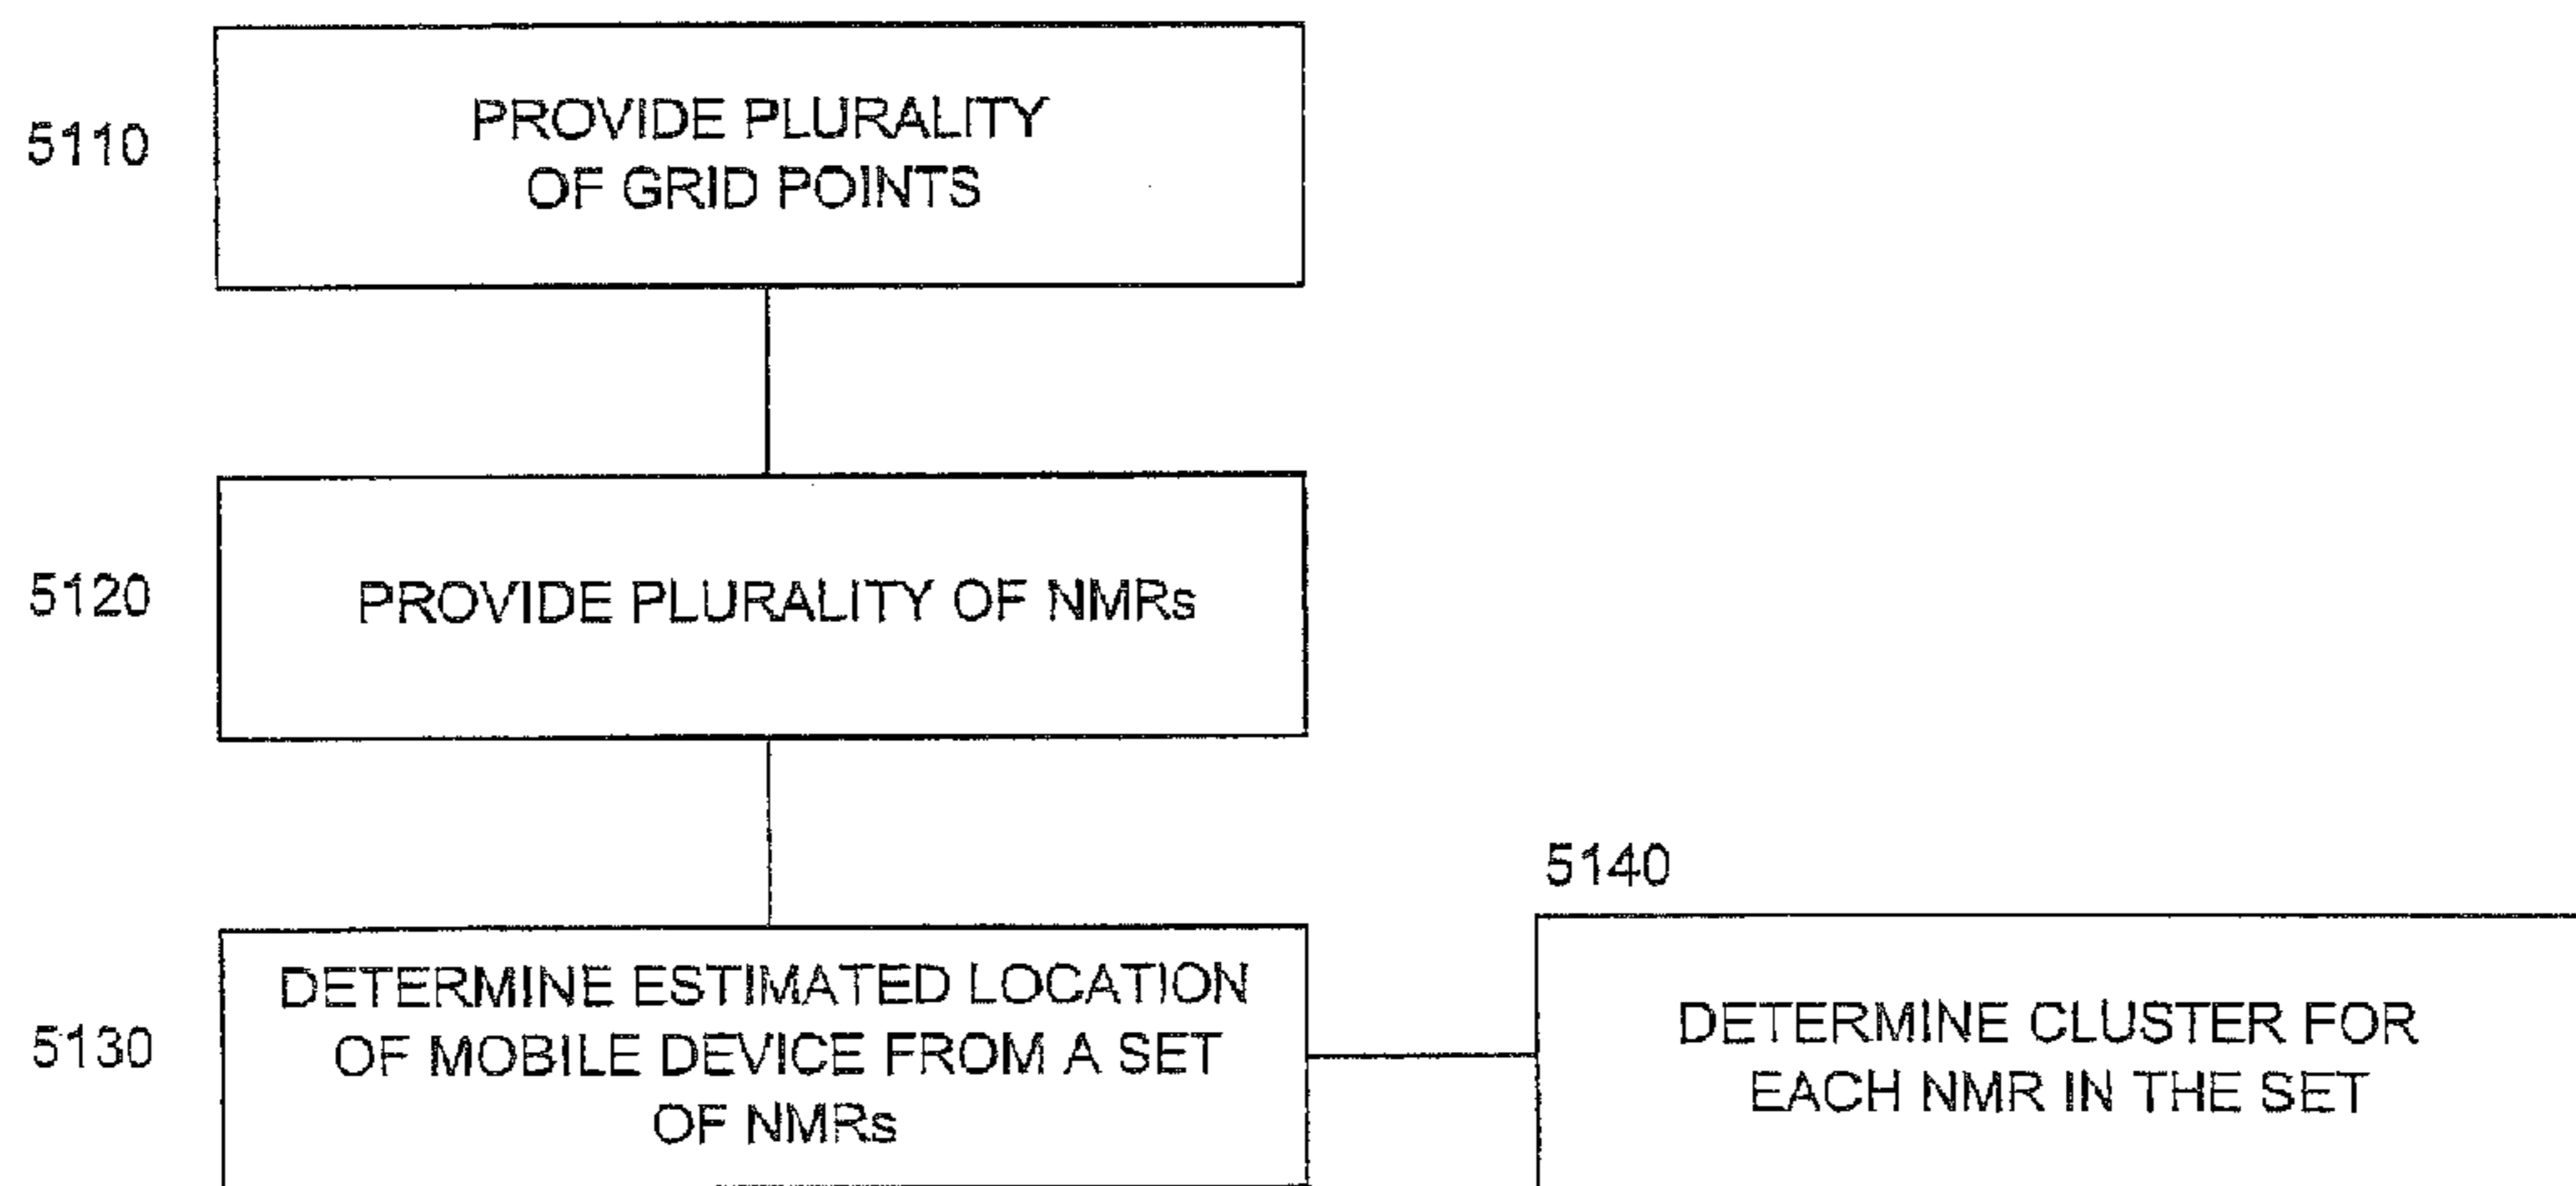 5110
PROVIDE PLURALITY
OF GRID POINTS
5120
PROVIDE PLURALITY OF NMRs
5130
DETERMINE ESTIMATED LOCATION
OF MOBILE DEVICE FROM A SET
OF NMRs
5140
DETERMINE CLUSTER FOR
EACH NMR IN THE SET